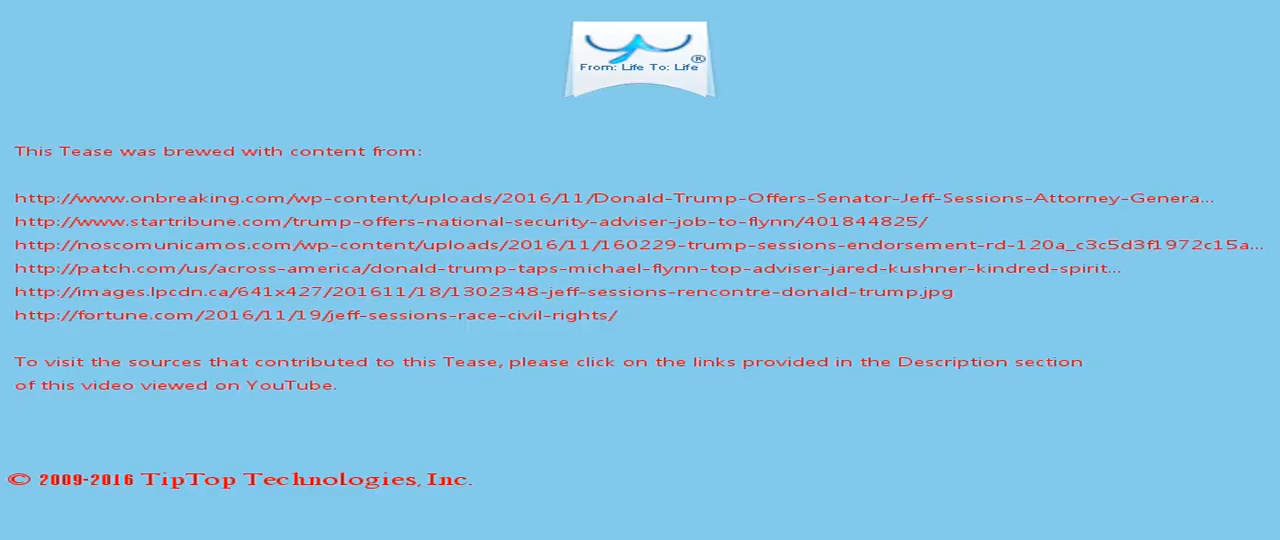 From: Life To: Life®
This Tease was brewed with content from:
http://www.onbreaking.com/wp-content/uploads/2016/11/Donald-Trump-Offers-Senator-Jeff-Sessions-Attorney-Genera...
http://www.startribune.com/trump-offers-national-security-adviser-job-to-flynn/401844825/
http://noscomunicamos.com/wp-content/uploads/2016/11/160229-trump-sessions-endorsement-rd-120a_c3c5d3f1972c15a...
http://patch.com/us/across-america/donald-trump-taps-michael-flynn-top-adviser-jared-kushner-kindred-spirit...
http://images.lpcdn.ca/641x427/201611/18/1302348-jeff-sessions-rencontre-donald-trump.jpg
http://fortune.com/2016/11/19/jeff-sessions-race-civil-rights/
To visit the sources that contributed to this Tease, please click on the links provided in the Description section
of this video viewed on YouTube.
© 2009-2016 TipTop Technologies, Inc.